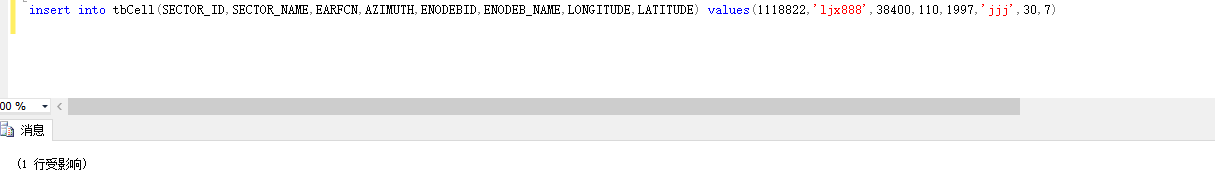 insert into tbCell(SECTOR_ID,SECTOR_NAME,EARFCN,AZIMUTH,ENODEBID,ENODEB_NAME,LONGITUDE,LATITUDE) values(1118822,'ljx888',38400,110,1997,'jjj',30,7)
00 %
消息
(1 行受影响)